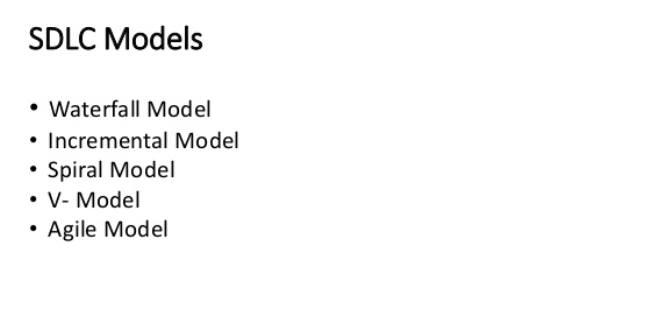 SDLC Models
• Waterfall Model
• Incremental Model
• Spiral Model
• V- Model
• Agile Model